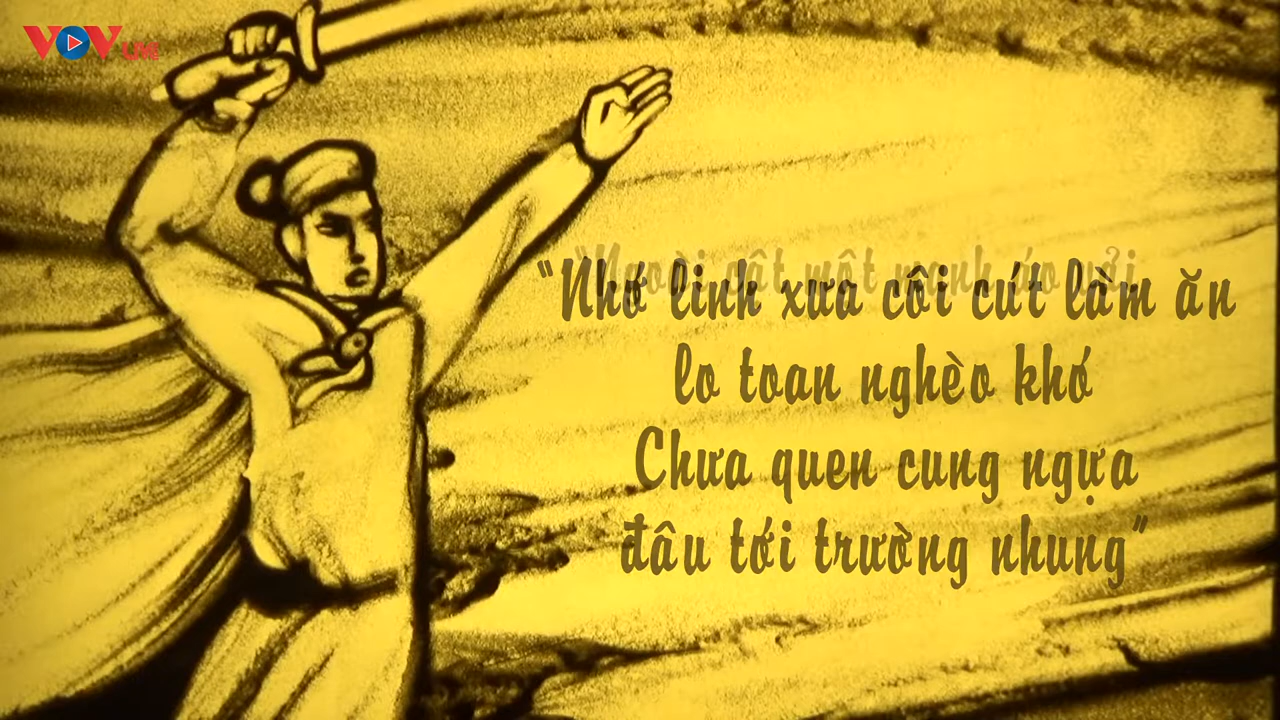 VOV LIVE
"Nhớ linh xưa côi cút làm ăn
lo toan nghèo khó
Chưa quen cung ngựa
đâu tới trường nhung"